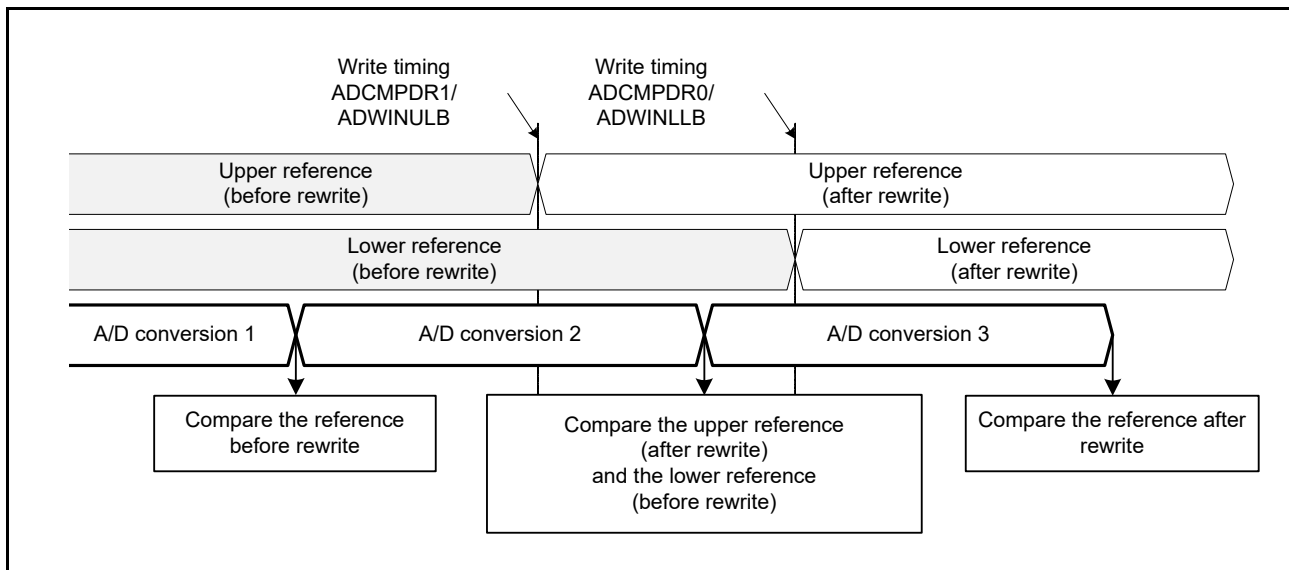 Write timing
ADCMPDR1/
ADWINULB
Write timing
ADCMPDR0/
ADWINLLB
Upper reference
(before rewrite)
Upper reference
(after rewrite)
Lower reference
(before rewrite)
Lower reference
(after rewrite)
A/D conversion 1
A/D conversion 2
A/D conversion 3
Compare the reference
before rewrite
Compare the upper reference
(after rewrite)
and the lower reference
(before rewrite)
Compare the reference after
rewrite